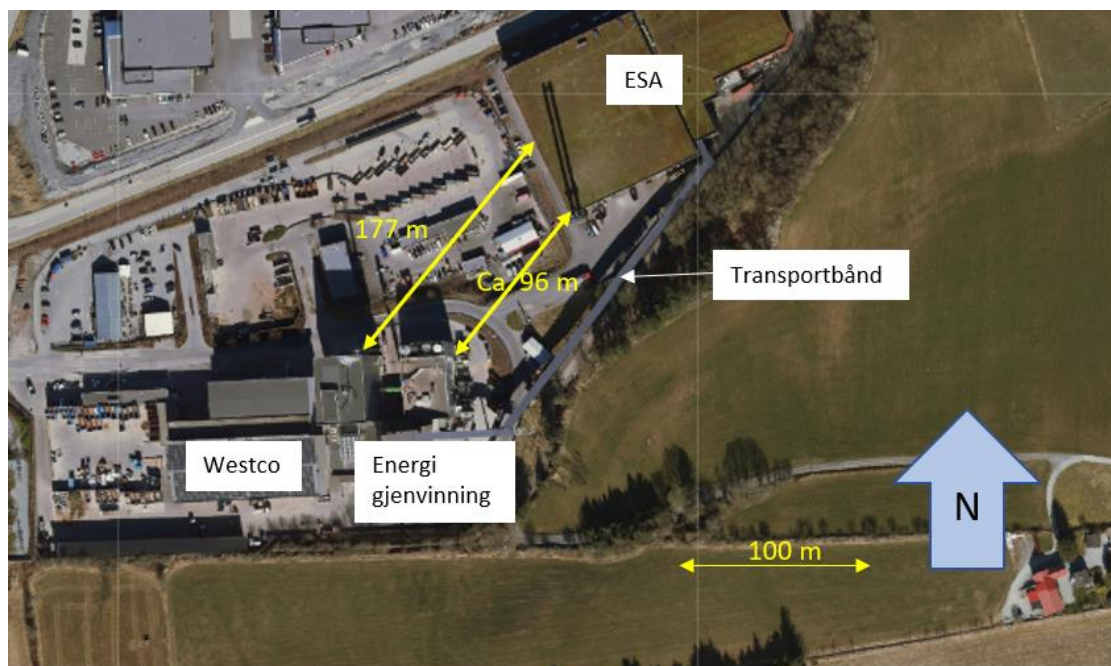 ESA
177 m
Ca. 96 m
Transportbånd
Westco
Energi
gjenvinning
N
100 m